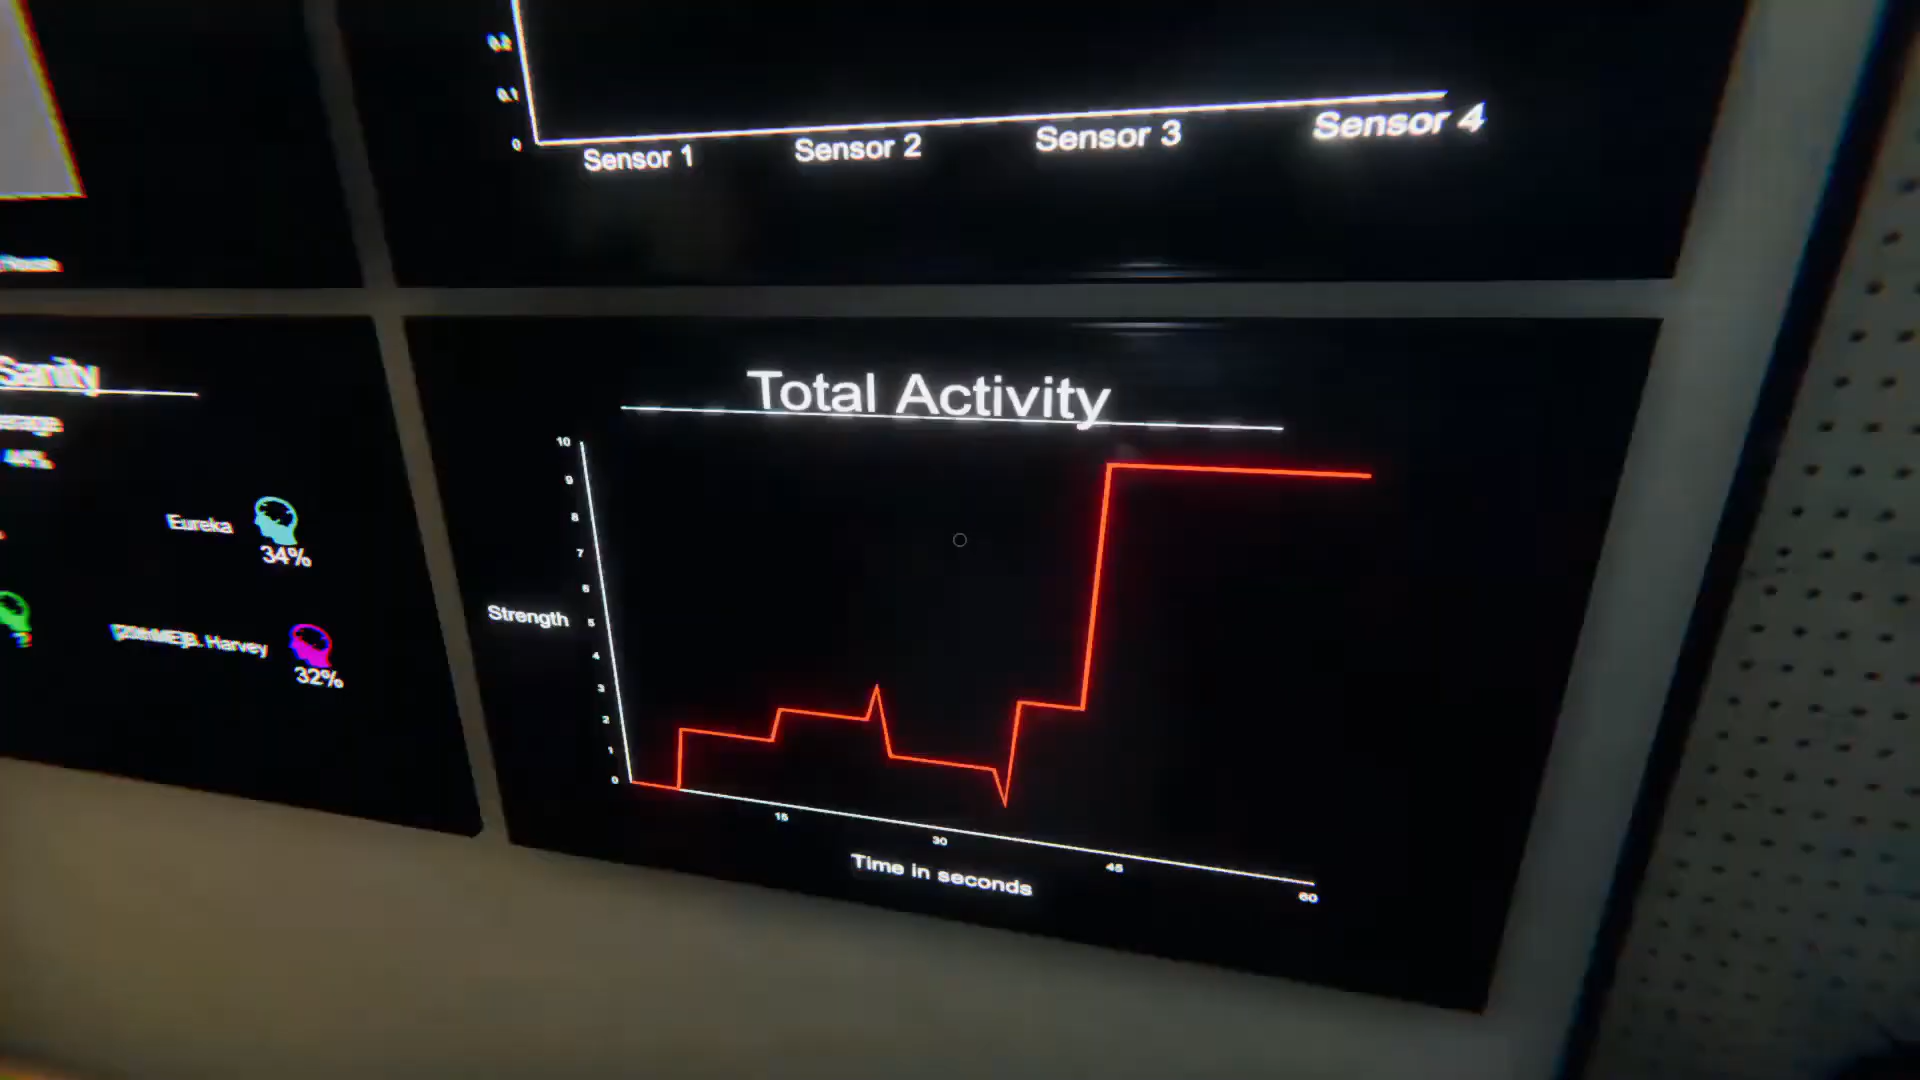 0.2
0.1
0
Sensor 1
Sensor 2
Sensor 3
Sensor 4
Sanity
44%
Eureka
34%
Harvey
32%
Total Activity
10
9
8
7
6
5
4
3
2
1
0
Strength
15
30
45
60
Time in seconds